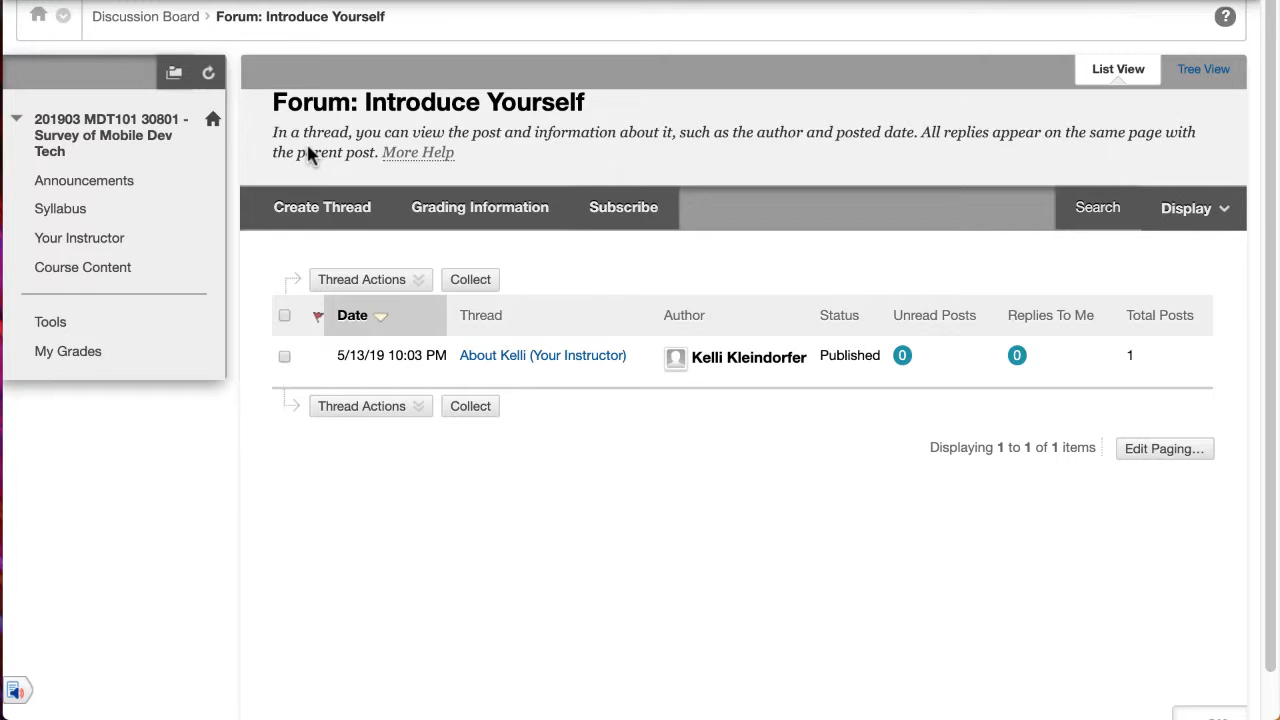 Discussion Board > Forum: Introduce Yourself
?
List View
Tree View
201903 MDT101 30801 -
Survey of Mobile Dev
Tech
Announcements
Syllabus
Your Instructor
Course Content
Tools
My Grades
Forum: Introduce Yourself
In a thread, you can view the post and information about it, such as the author and posted date. All replies appear on the same page with
the parent post. More Help
Create Thread Grading Information Subscribe Search Display
Thread Actions Collect
Date Thread Author Status Unread Posts Replies To Me Total Posts
5/13/19 10:03 PM About Kelli (Your Instructor) Kelli Kleindorfer Published 0 0 1
Thread Actions Collect
Displaying 1 to 1 of 1 items Edit Paging...